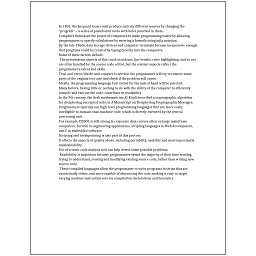 In 1801, the Jacquard loom could produce entirely different weaves by changing the
"program" – a series of pasteboard cards with holes punched in them.
Compilers harnessed the power of computers to make programming easier by allowing
programmers to specify calculations by entering a formula using infix notation.
By the late 1960s, data storage devices and computer terminals became inexpensive enough
that programs could be created by typing directly into the computers.
Some of these factors include:
The presentation aspects of this (such as indents, line breaks, color highlighting, and so on)
are often handled by the source code editor, but the content aspects reflect the
programmer's talent and skills.
Trial-and-error/divide-and-conquer is needed: the programmer will try to remove some
parts of the original test case and check if the problem still exists.
Ideally, the programming language best suited for the task at hand will be selected.
Many factors, having little or nothing to do with the ability of the computer to efficiently
compile and execute the code, contribute to readability.
In the 9th century, the Arab mathematician Al-Kindi described a cryptographic algorithm
for deciphering encrypted code, in A Manuscript on Deciphering Cryptographic Messages.
Programmers typically use high-level programming languages that are more easily
intelligible to humans than machine code, which is directly executed by the central
processing unit.
For example, COBOL is still strong in corporate data centers often on large mainframe
computers, Fortran in engineering applications, scripting languages in Web development,
and C in embedded software.
Scripting and breakpointing is also part of this process.
It affects the aspects of quality above, including portability, usability and most importantly
maintainability.
Use of a static code analysis tool can help detect some possible problems.
Readability is important because programmers spend the majority of their time reading,
trying to understand, reusing and modifying existing source code, rather than writing new
source code.
These compiled languages allow the programmer to write programs in terms that are
syntactically richer, and more capable of abstracting the code, making it easy to target
varying machine instruction sets via compilation declarations and heuristics.